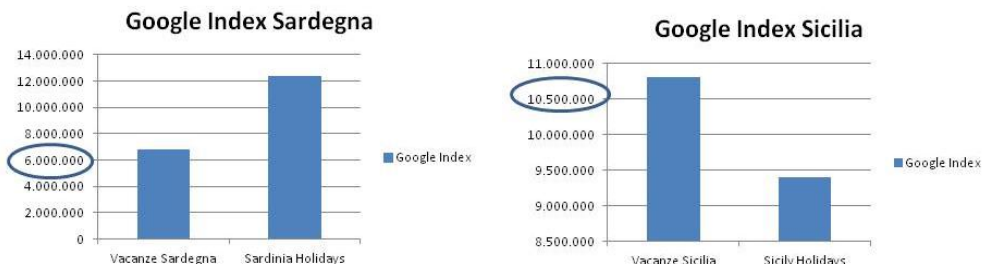 Google Index Sardegna
14.000.000
12.000.000
10.000.000
8.000.000
6.000.000
4.000.000
2.000.000
0
Vacanze Sardegna
Sardinia Holidays
Google Index
Google Index Sicilia
11.000.000
10.500.000
10.000.000
9.500.000
9.000.000
8.500.000
Vacanze Sicilia
Sicily Holidays
Google Index